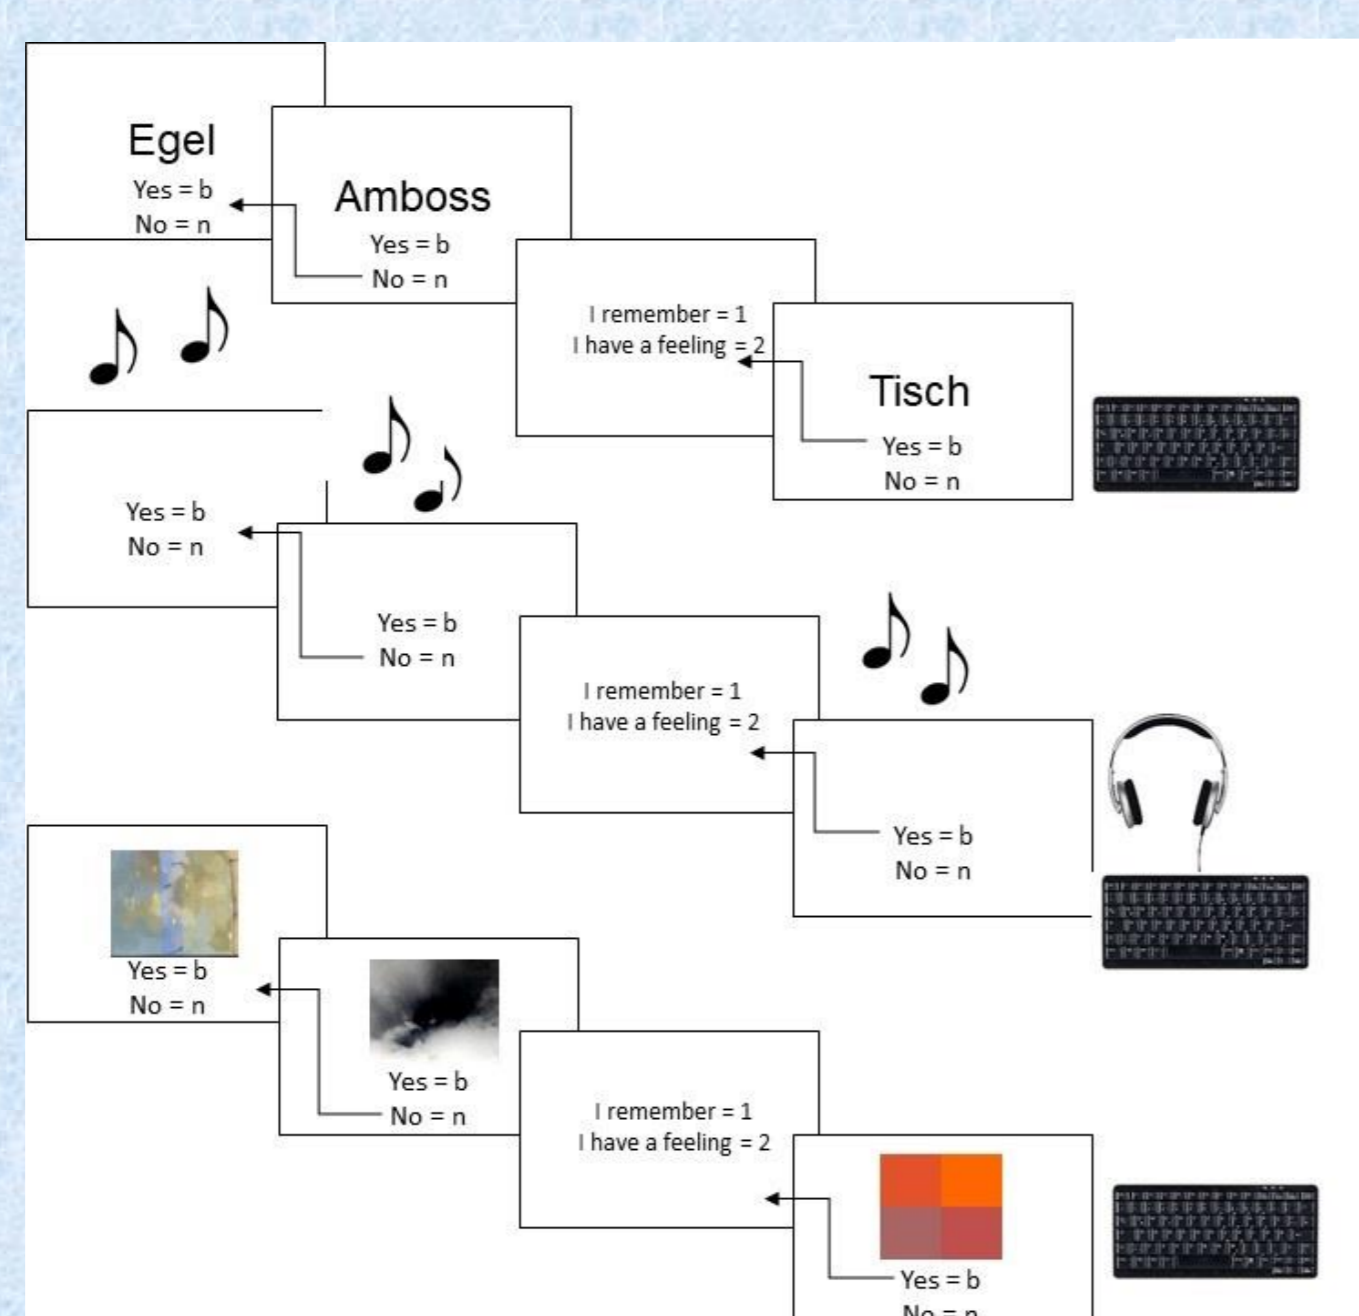 Egel
Yes = b
No = n
Amboss
Yes = b
No = n
I remember = 1
I have a feeling = 2
Tisch
Yes = b
No = n
Yes = b
No = n
Yes = b
No = n
I remember = 1
I have a feeling = 2
Yes = b
No = n
Yes = b
No = n
Yes = b
No = n
I remember = 1
I have a feeling = 2
Yes = b
No = n